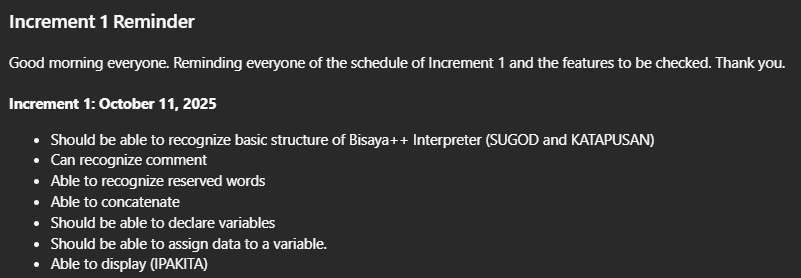 Increment 1 Reminder
Good morning everyone. Reminding everyone of the schedule of Increment 1 and the features to be checked. Thank you.
Increment 1: October 11, 2025
• Should be able to recognize basic structure of Bisaya++ Interpreter (SUGOD and KATAPUSAN)
• Can recognize comment
• Able to recognize reserved words
• Able to concatenate
• Should be able to declare variables
• Should be able to assign data to a variable.
• Able to display (IPAKITA)